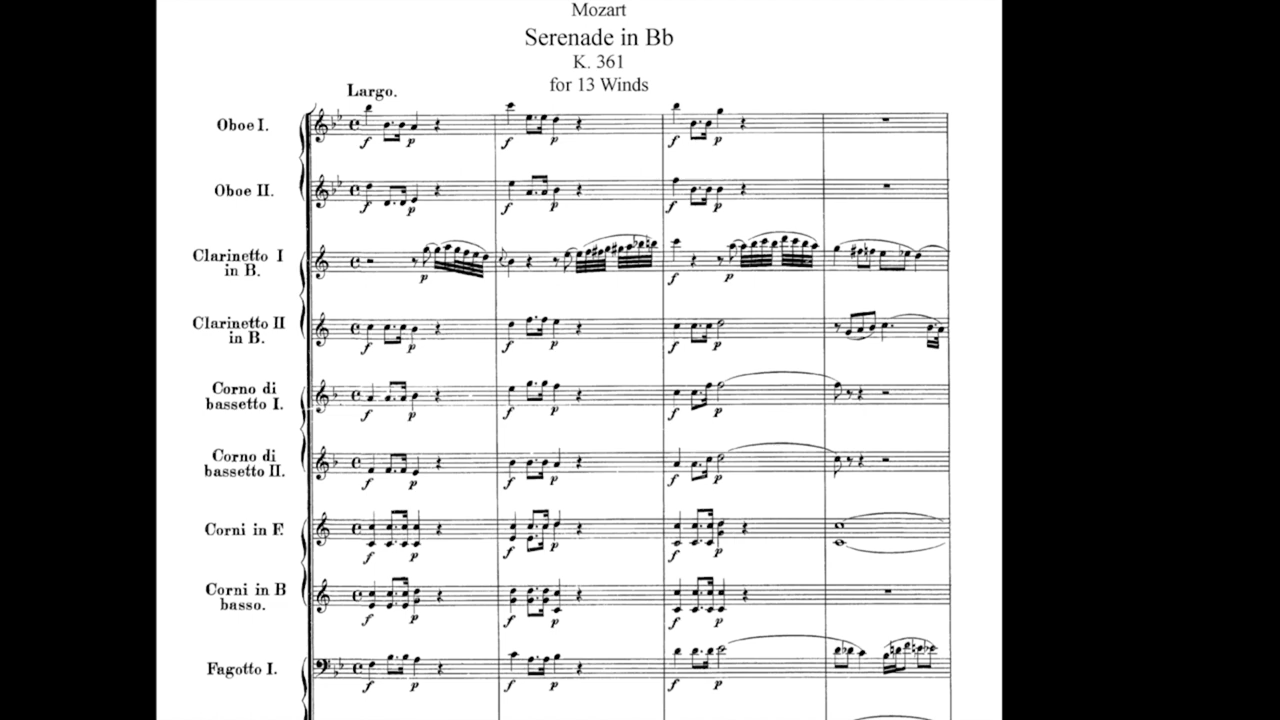 Mozart
Serenade in Bb
K. 361
for 13 Winds
Largo.
Oboe I.
f p f p f p
Oboe II.
f p f p f p
Clarinetto I
in B.
p f p
Clarinetto II
in B.
f p f p f p
Corno di
bassetto I.
f p f p f p
Corno di
bassetto II.
f p f p f p
Corni in F.
f p f p f p
Corni in B
basso.
f p f p f p
Fagotto I.
f p f p f p